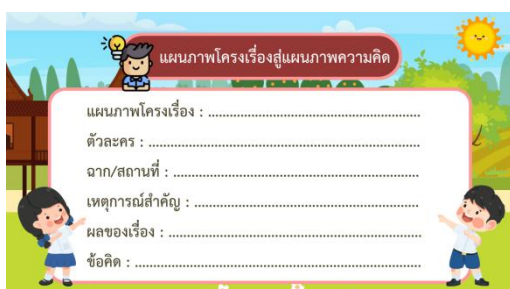 แผนภาพโครงเรื่องสู่แผนภาพความคิด
แผนภาพโครงเรื่อง : ......................................................
ตัวละคร : .....................................................................
ฉาก/สถานที่ : ...............................................................
เหตุการณ์สำคัญ : ..........................................................
ผลของเรื่อง : ................................................................
ข้อคิด : .........................................................................